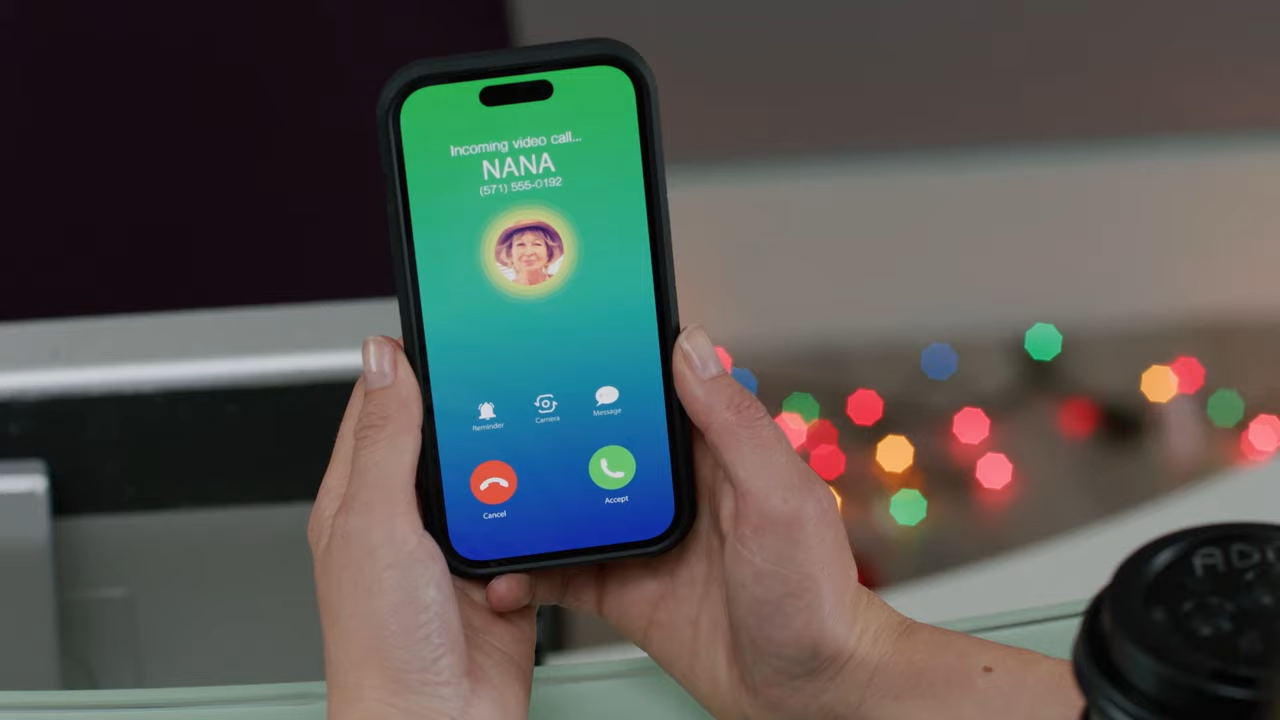 Incoming video call...
NANA
(571) 555-0192
Reminder
Camera
Message
Cancel
Accept